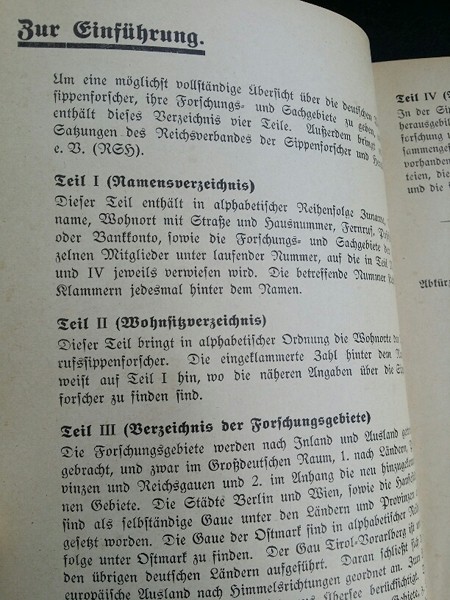 Zur Einführung.
Um eine möglichst vollständige Übersicht über die deutschen
sippenforscher, ihre Forschungs- und Sachgebiete zu geben,
enthält dieses Verzeichnis vier Teile. Außerdem bringt
Satzungen des Reichsverbandes der Sippenforscher und
e. V. (RSH).
Teil I (Namensverzeichnis)
Dieser Teil enthält in alphabetischer Reihenfolge Zuname,
name, Wohnort mit Straße und Hausnummer, Fernruf,
oder Bankkonto, sowie die Forschungs- und Sachgebiete der
zelnen Mitglieder unter laufender Nummer, auf die in Teil
und IV jeweils verwiesen wird. Die betreffende Nummer
Klammern jedesmal hinter dem Namen.
Teil II (Wohnsitzverzeichnis)
Dieser Teil bringt in alphabetischer Ordnung die Wohnorte
rufssippenforscher. Die eingeklammerte Zahl hinter dem
weist auf Teil I hin, wo die näheren Angaben über die
forscher zu finden sind.
Teil III (Verzeichnis der Forschungsgebiete)
Die Forschungsgebiete werden nach Inland und Ausland
gebracht, und zwar im Großdeutschen Raum, 1. nach Ländern,
vinzen und Reichsgauen und 2. im Anhang die neu
nen Gebiete. Die Städte Berlin und Wien, sowie die
sind als selbständige Gaue unter den Ländern und Provinzen
gesetzt worden. Die Gaue der Ostmark sind in alphabetischer
folge unter Ostmark zu finden. Der Gau Tirol-Vorarlberg ist
den übrigen deutschen Ländern aufgeführt. Daran schließt sich
europäische Ausland nach Himmelsrichtungen geordnet an.
Gebiete. Übersee berücksichtigt.
Teil IV
In der
herausgebil
forschung
sammengef
vorhanden
teien, die
und die
Abkürz